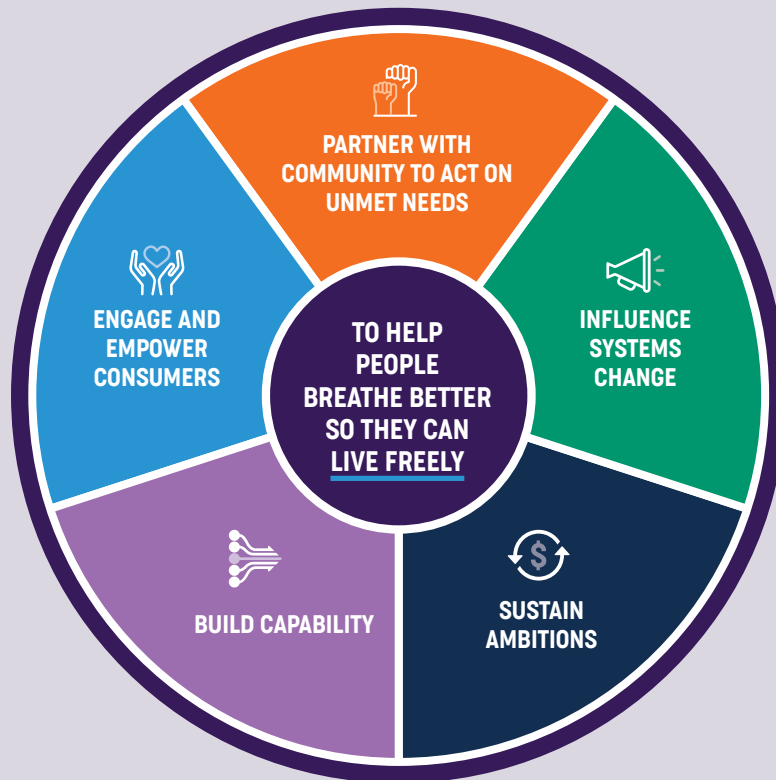 PARTNER WITH
COMMUNITY TO ACT ON
UNMET NEEDS
INFLUENCE
SYSTEMS
CHANGE
$
SUSTAIN
AMBITIONS
BUILD CAPABILITY
ENGAGE AND
EMPOWER
CONSUMERS
TO HELP
PEOPLE
BREATHE BETTER
SO THEY CAN
LIVE FREELY